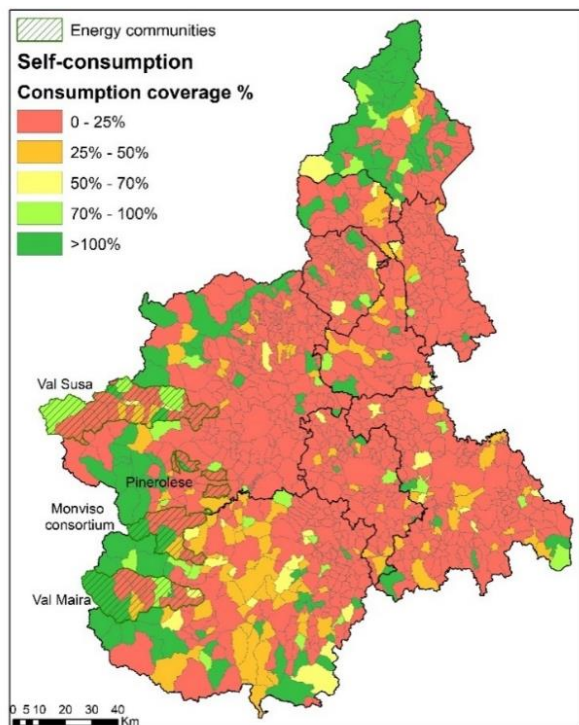 Energy communities
Self-consumption
Consumption coverage %
0 - 25%
25% - 50%
50% - 70%
70% - 100%
>100%
Val Susa
Pinerolese
Monviso
consortium
Val Maira
0 5 10 20 30 40
Km